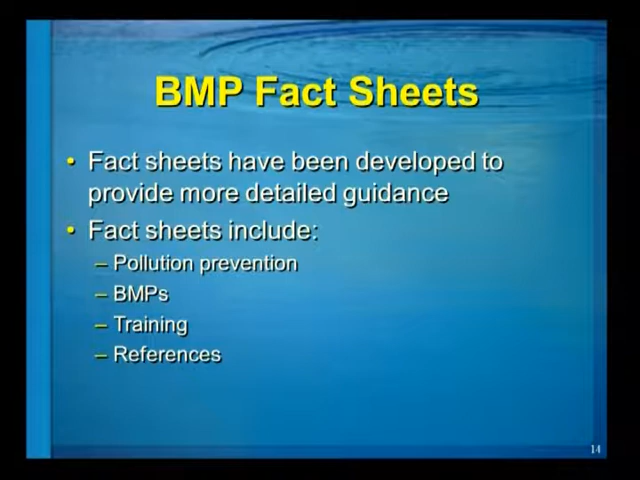 BMP Fact Sheets
• Fact sheets have been developed to
provide more detailed guidance
• Fact sheets include:
– Pollution prevention
– BMPs
– Training
– References
14